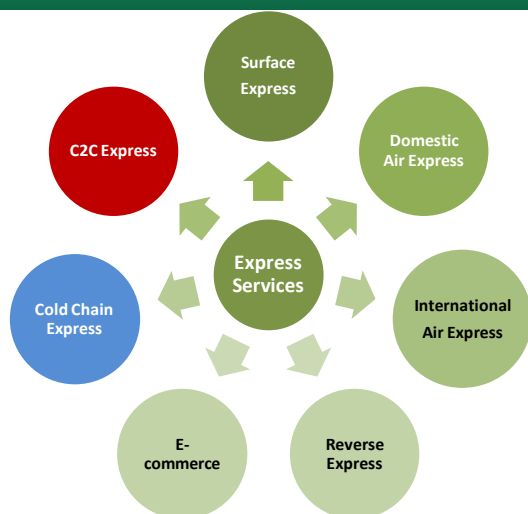 Surface
Express
C2C Express
Domestic
Air Express
Express
Services
Cold Chain
Express
International
Air Express
E-
commerce
Reverse
Express